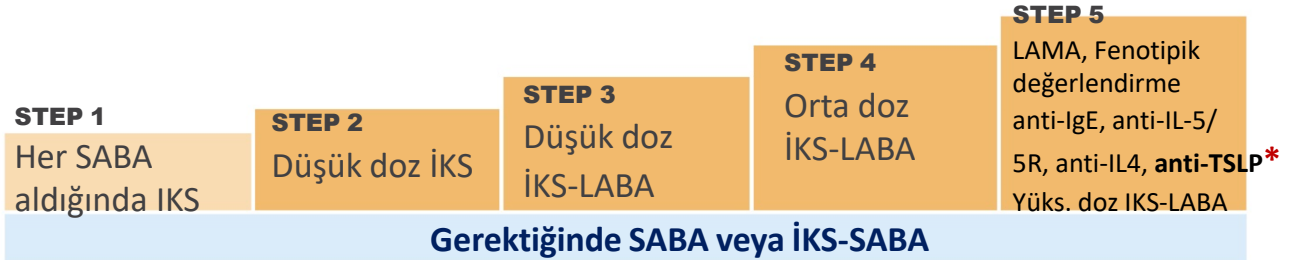 STEP 1
Her SABA
aldığında IKS
STEP 2
Düşük doz İKS
STEP 3
Düşük doz
İKS-LABA
STEP 4
Orta doz
İKS-LABA
STEP 5
LAMA, Fenotipik
değerlendirme
anti-IgE, anti-IL-5/
5R, anti-IL4, anti-TSLP*
Yüks. doz IKS-LABA
Gerektiğinde SABA veya İKS-SABA